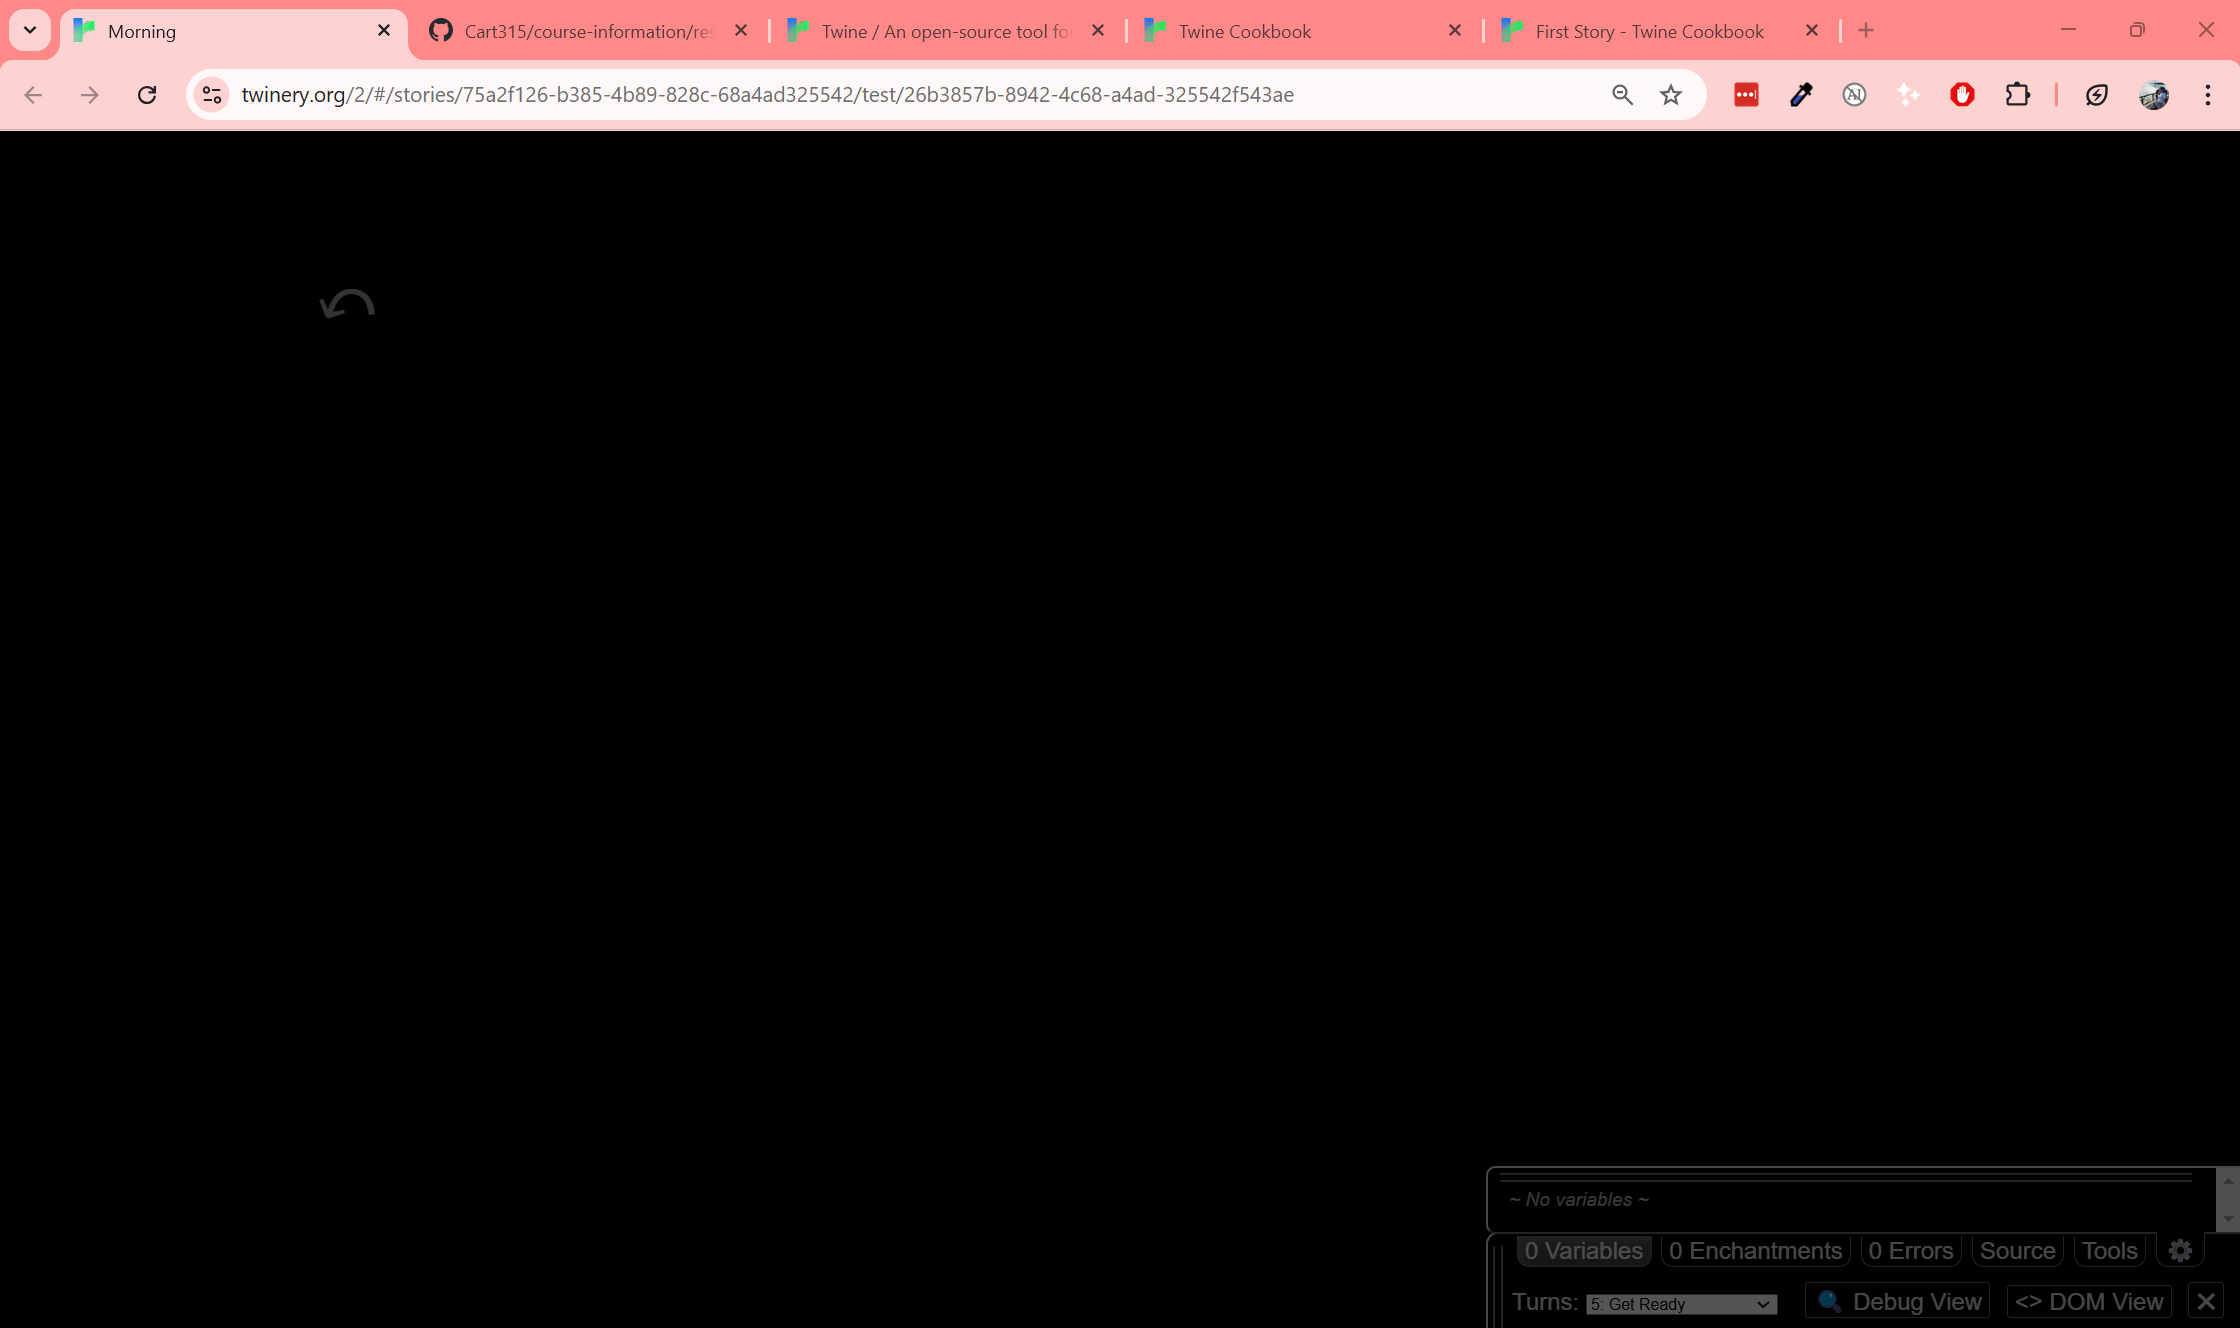 Morning
Cart315/course-information/res
Twine / An open-source tool fo
Twine Cookbook
First Story - Twine Cookbook
twinery.org/2/#/stories/75a2f126-b385-4b89-828c-68a4ad325542/test/26b3857b-8942-4c68-a4ad-325542f543ae
AI
~ No variables ~
0 Variables
0 Enchantments
0 Errors
Source
Tools
Turns:
5: Get Ready
Debug View
<> DOM View